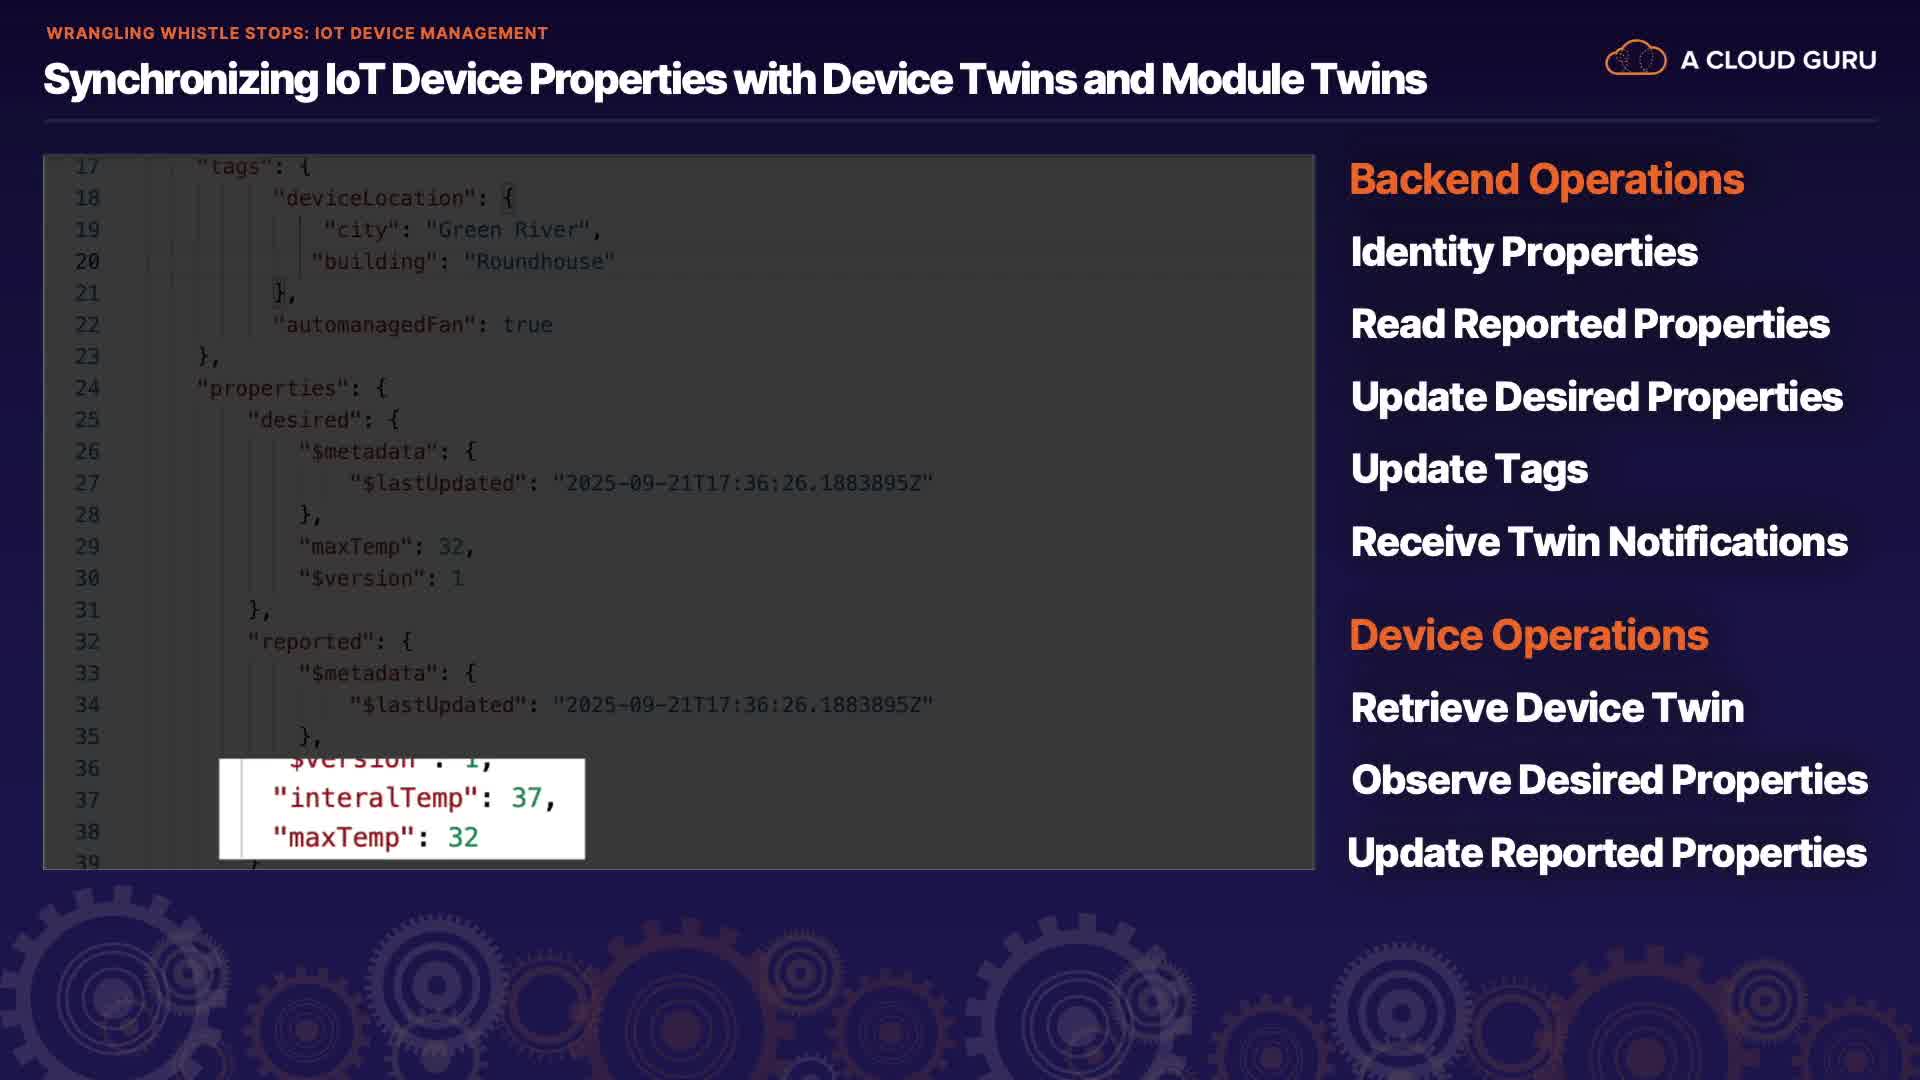 WRANGLING WHISTLE STOPS: IOT DEVICE MANAGEMENT
Synchronizing IoT Device Properties with Device Twins and Module Twins
A CLOUD GURU
17 "tags": {
18 "deviceLocation": {
19 "city": "Green River",
20 "building": "Roundhouse"
21 },
22 "automanagedFan": true
23 },
24 "properties": {
25 "desired": {
26 "$metadata": {
27 "$lastUpdated": "2025-09-21T17:36:26.1883895Z"
28 },
29 "maxTemp": 32,
30 "$version": 1
31 },
32 "reported": {
33 "$metadata": {
34 "$lastUpdated": "2025-09-21T17:36:26.1883895Z"
35 },
36 "$version": 1,
37 "interalTemp": 37,
38 "maxTemp": 32
39 }
Backend Operations
Identity Properties
Read Reported Properties
Update Desired Properties
Update Tags
Receive Twin Notifications
Device Operations
Retrieve Device Twin
Observe Desired Properties
Update Reported Properties